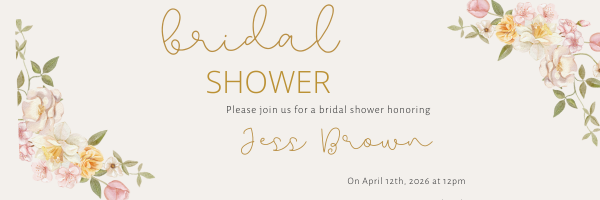 bridal
SHOWER
Please join us for a bridal shower honoring
Jess Brown
On April 12th, 2026 at 12pm